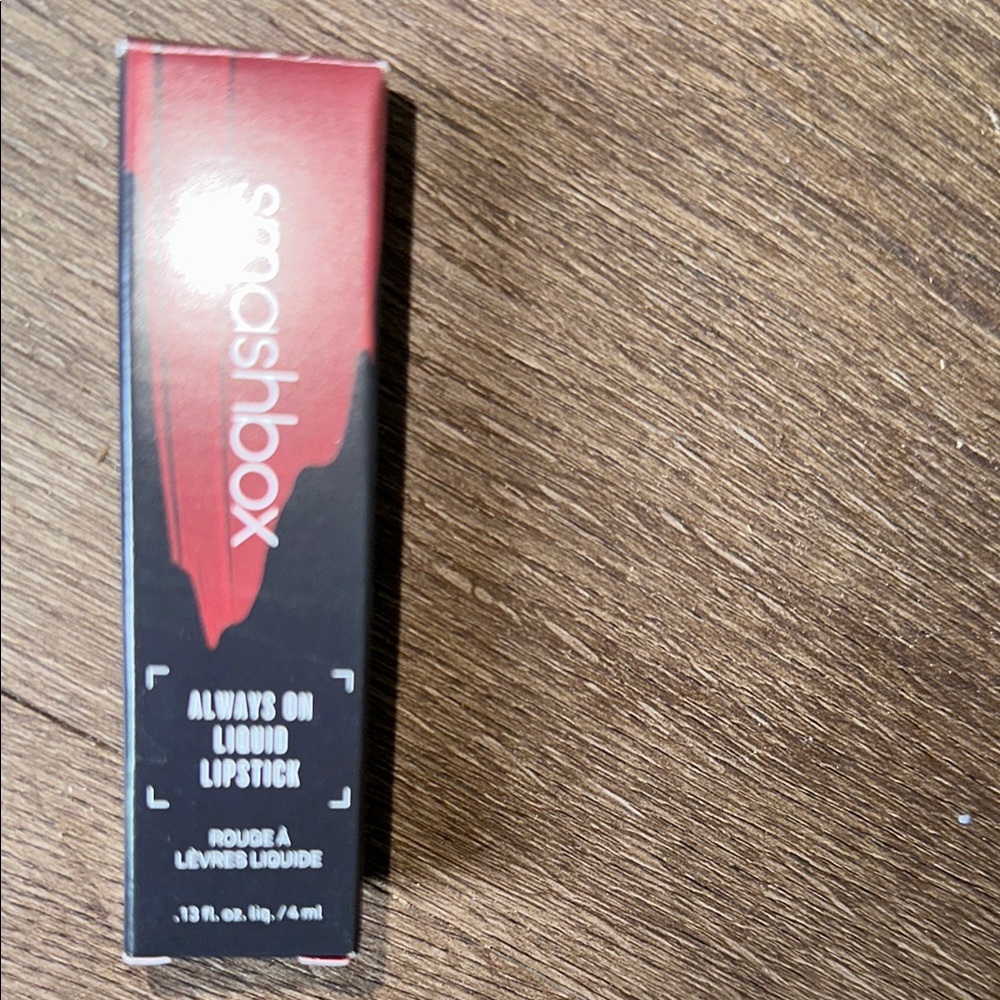 smashbox
ALWAYS ON
LIQUID
LIPSTICK
ROUGE À
LÈVRES LIQUIDE
.13 fl. oz. liq. / 4 ml